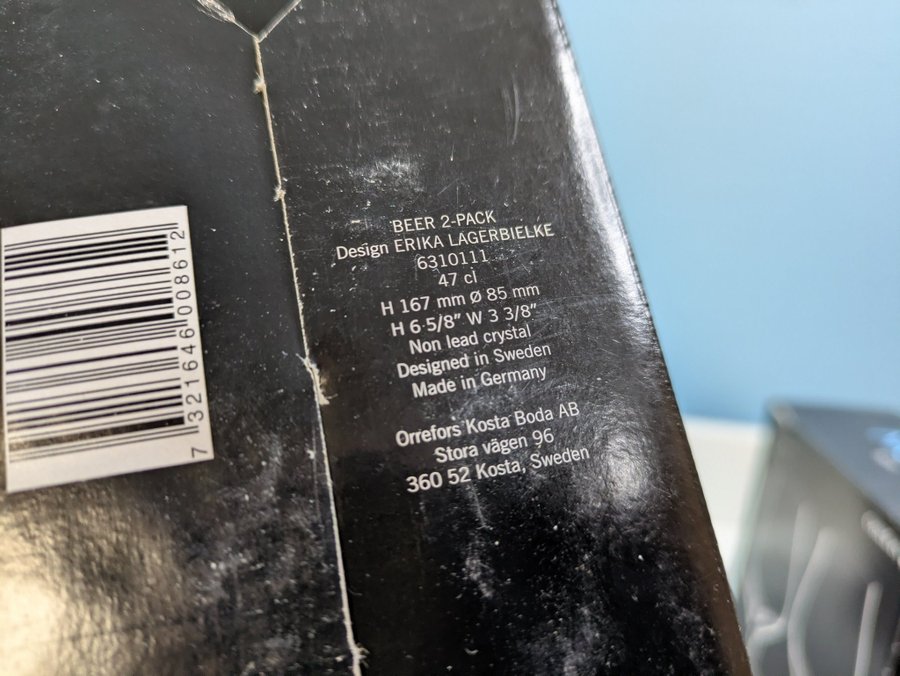 BEER 2-PACK
Design ERIKA LAGERBIELKE
6310111
47 cl
H 167 mm Ø 85 mm
H 6-5/8″ W 3 3/8″
Non lead crystal
Designed in Sweden
Made in Germany
Orrefors Kosta Boda AB
Stora vägen 96
360 52 Kosta, Sweden
7 321646 008612